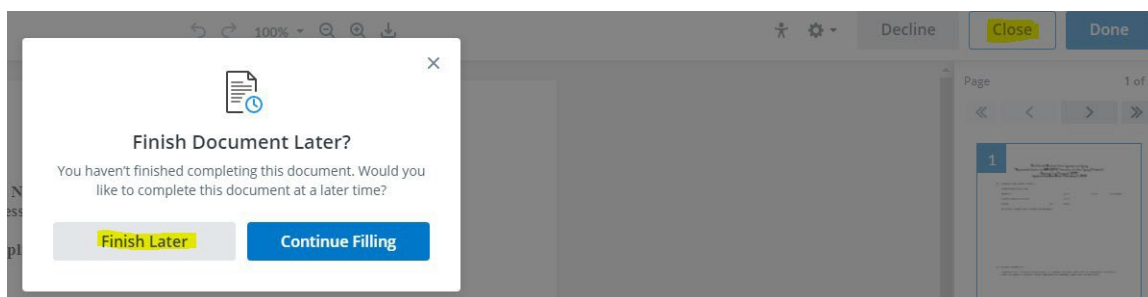 100%
Decline
Close
Done
Page
1 of
Finish Document Later?
You haven't finished completing this document. Would you
like to complete this document at a later time?
Finish Later
Continue Filling
1